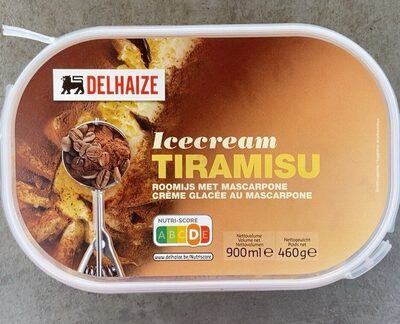 DELHAIZE
Icecream
TIRAMISU
ROOMIJS MET MASCARPONE
CRÈME GLACÉE AU MASCARPONE
NUTRI-SCORE
A B C D E
www.delhaize.be/Nutriscore
Nettovolume
Volume net
Nettovolumen
900ml e
Nettogewicht
Poids net
460g e